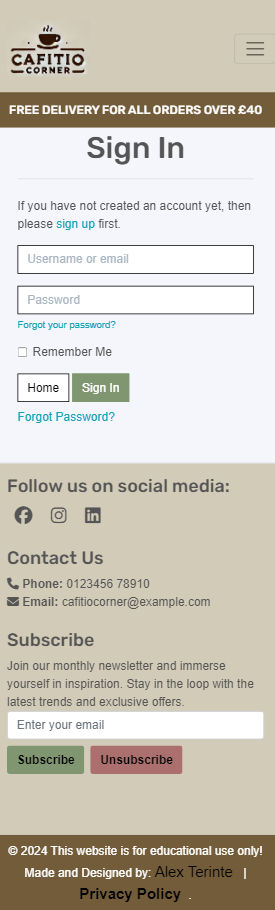 CAFITIO
CORNER
FREE DELIVERY FOR ALL ORDERS OVER £40
Sign In
If you have not created an account yet, then
please sign up first.
Username or email
Password
Forgot your password?
Remember Me
Home Sign In
Forgot Password?
Follow us on social media:
Contact Us
Phone: 0123456 78910
Email: cafitiocorner@example.com
Subscribe
Join our monthly newsletter and immerse
yourself in inspiration. Stay in the loop with the
latest trends and exclusive offers.
Enter your email
Subscribe Unsubscribe
© 2024 This website is for educational use only!
Made and Designed by: Alex Terinte |
Privacy Policy .